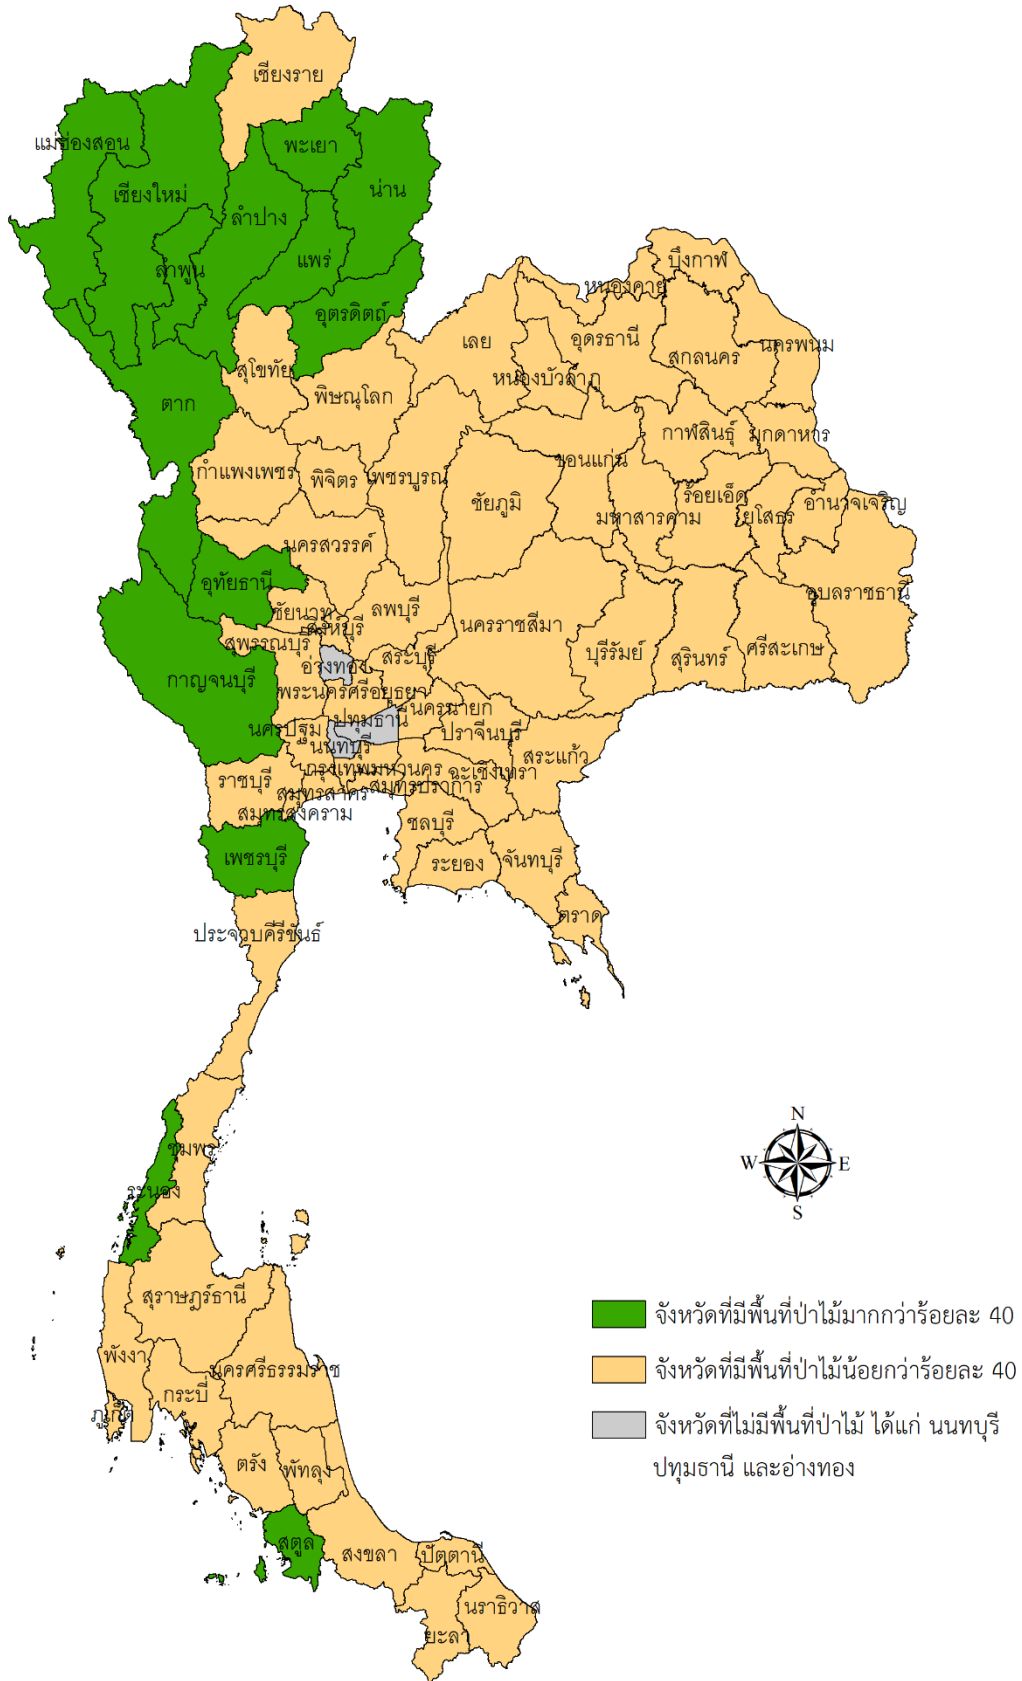 เชียงราย
แม่ฮ่องสอน
พะเยา
เชียงใหม่
น่าน
ลำปาง
ลำพูน
แพร่
อุตรดิตถ์
บึงกาฬ
หนองคาย
เลย
อุดรธานี
สกลนคร
นครพนม
สุโขทัย
หนองบัวลำภู
ตาก
พิษณุโลก
กาฬสินธุ์
มุกดาหาร
กำแพงเพชร
พิจิตร
เพชรบูรณ์
ขอนแก่น
ชัยภูมิ
ร้อยเอ็ด
อำนาจเจริญ
มหาสารคาม
ยโสธร
นครสวรรค์
อุทัยธานี
อุบลราชธานี
ชัยนาท
ลพบุรี
สิงห์บุรี
นครราชสีมา
สุพรรณบุรี
บุรีรัมย์
สุรินทร์
ศรีสะเกษ
อ่างทอง
สระบุรี
กาญจนบุรี
พระนครศรีอยุธยา
นครนายก
ปทุมธานี
นครปฐม
ปราจีนบุรี
นนทบุรี
สระแก้ว
กรุงเทพมหานคร
ฉะเชิงเทรา
ราชบุรี
สมุทรสาคร
สมุทรปราการ
สมุทรสงคราม
ชลบุรี
เพชรบุรี
ระยอง
จันทบุรี
ตราด
ประจวบคีรีขันธ์
N
ชุมพร
W
E
ระนอง
S
สุราษฎร์ธานี
จังหวัดที่มีพื้นที่ป่าไม้มากกว่าร้อยละ 40
พังงา
นครศรีธรรมราช
จังหวัดที่มีพื้นที่ป่าไม้น้อยกว่าร้อยละ 40
กระบี่
ภูเก็ต
จังหวัดที่ไม่มีพื้นที่ป่าไม้ ได้แก่ นนทบุรี
ปทุมธานี และอ่างทอง
ตรัง
พัทลุง
สตูล
สงขลา
ปัตตานี
นราธิวาส
ยะลา